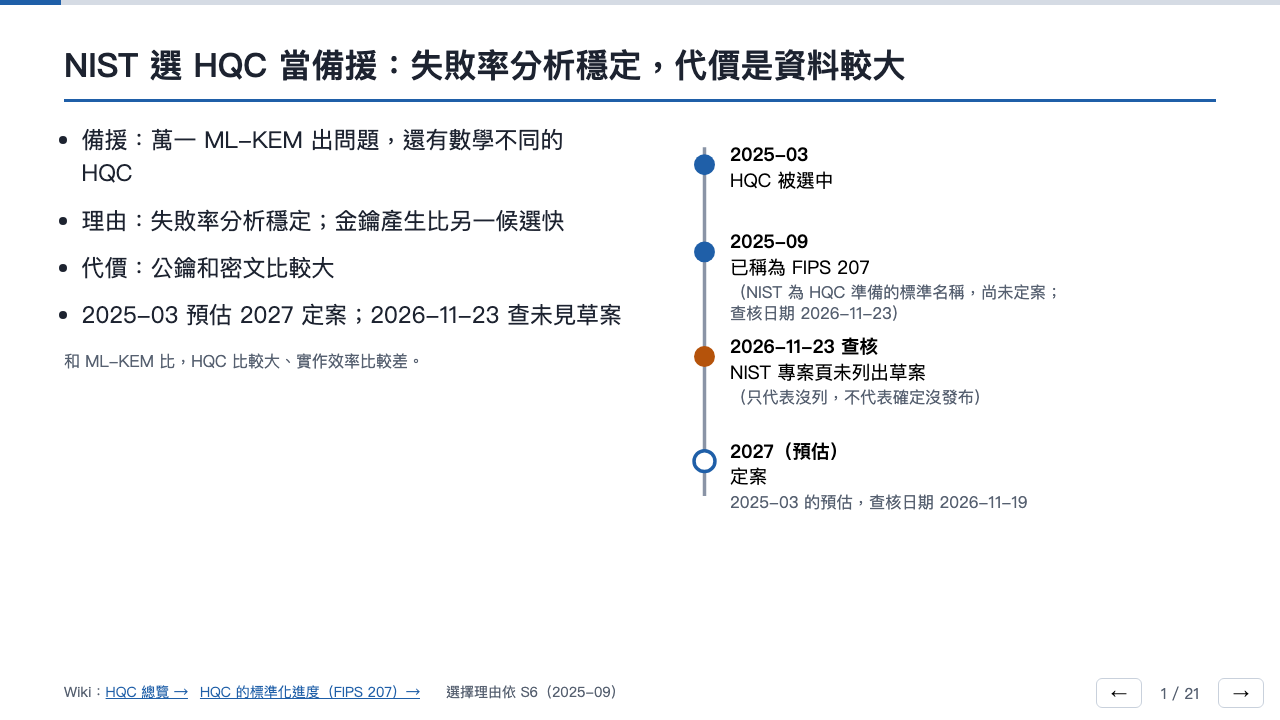 NIST 選 HQC 當備援：失敗率分析穩定，代價是資料較大
• 備援：萬一 ML-KEM 出問題，還有數學不同的
HQC
• 理由：失敗率分析穩定；金鑰產生比另一候選快
• 代價：公鑰和密文比較大
• 2025-03 預估 2027 定案；2026-11-23 查未見草案
和 ML-KEM 比，HQC 比較大、實作效率比較差。
2025-03
HQC 被選中
2025-09
已稱為 FIPS 207
（NIST 為 HQC 準備的標準名稱，尚未定案；
查核日期 2026-11-23）
2026-11-23 查核
NIST 專案頁未列出草案
（只代表沒列，不代表確定沒發布）
2027（預估）
定案
2025-03 的預估，查核日期 2026-11-19
Wiki：HQC 總覽 → HQC 的標準化進度（FIPS 207）→ 選擇理由依 S6（2025-09）
← 1 / 21 →